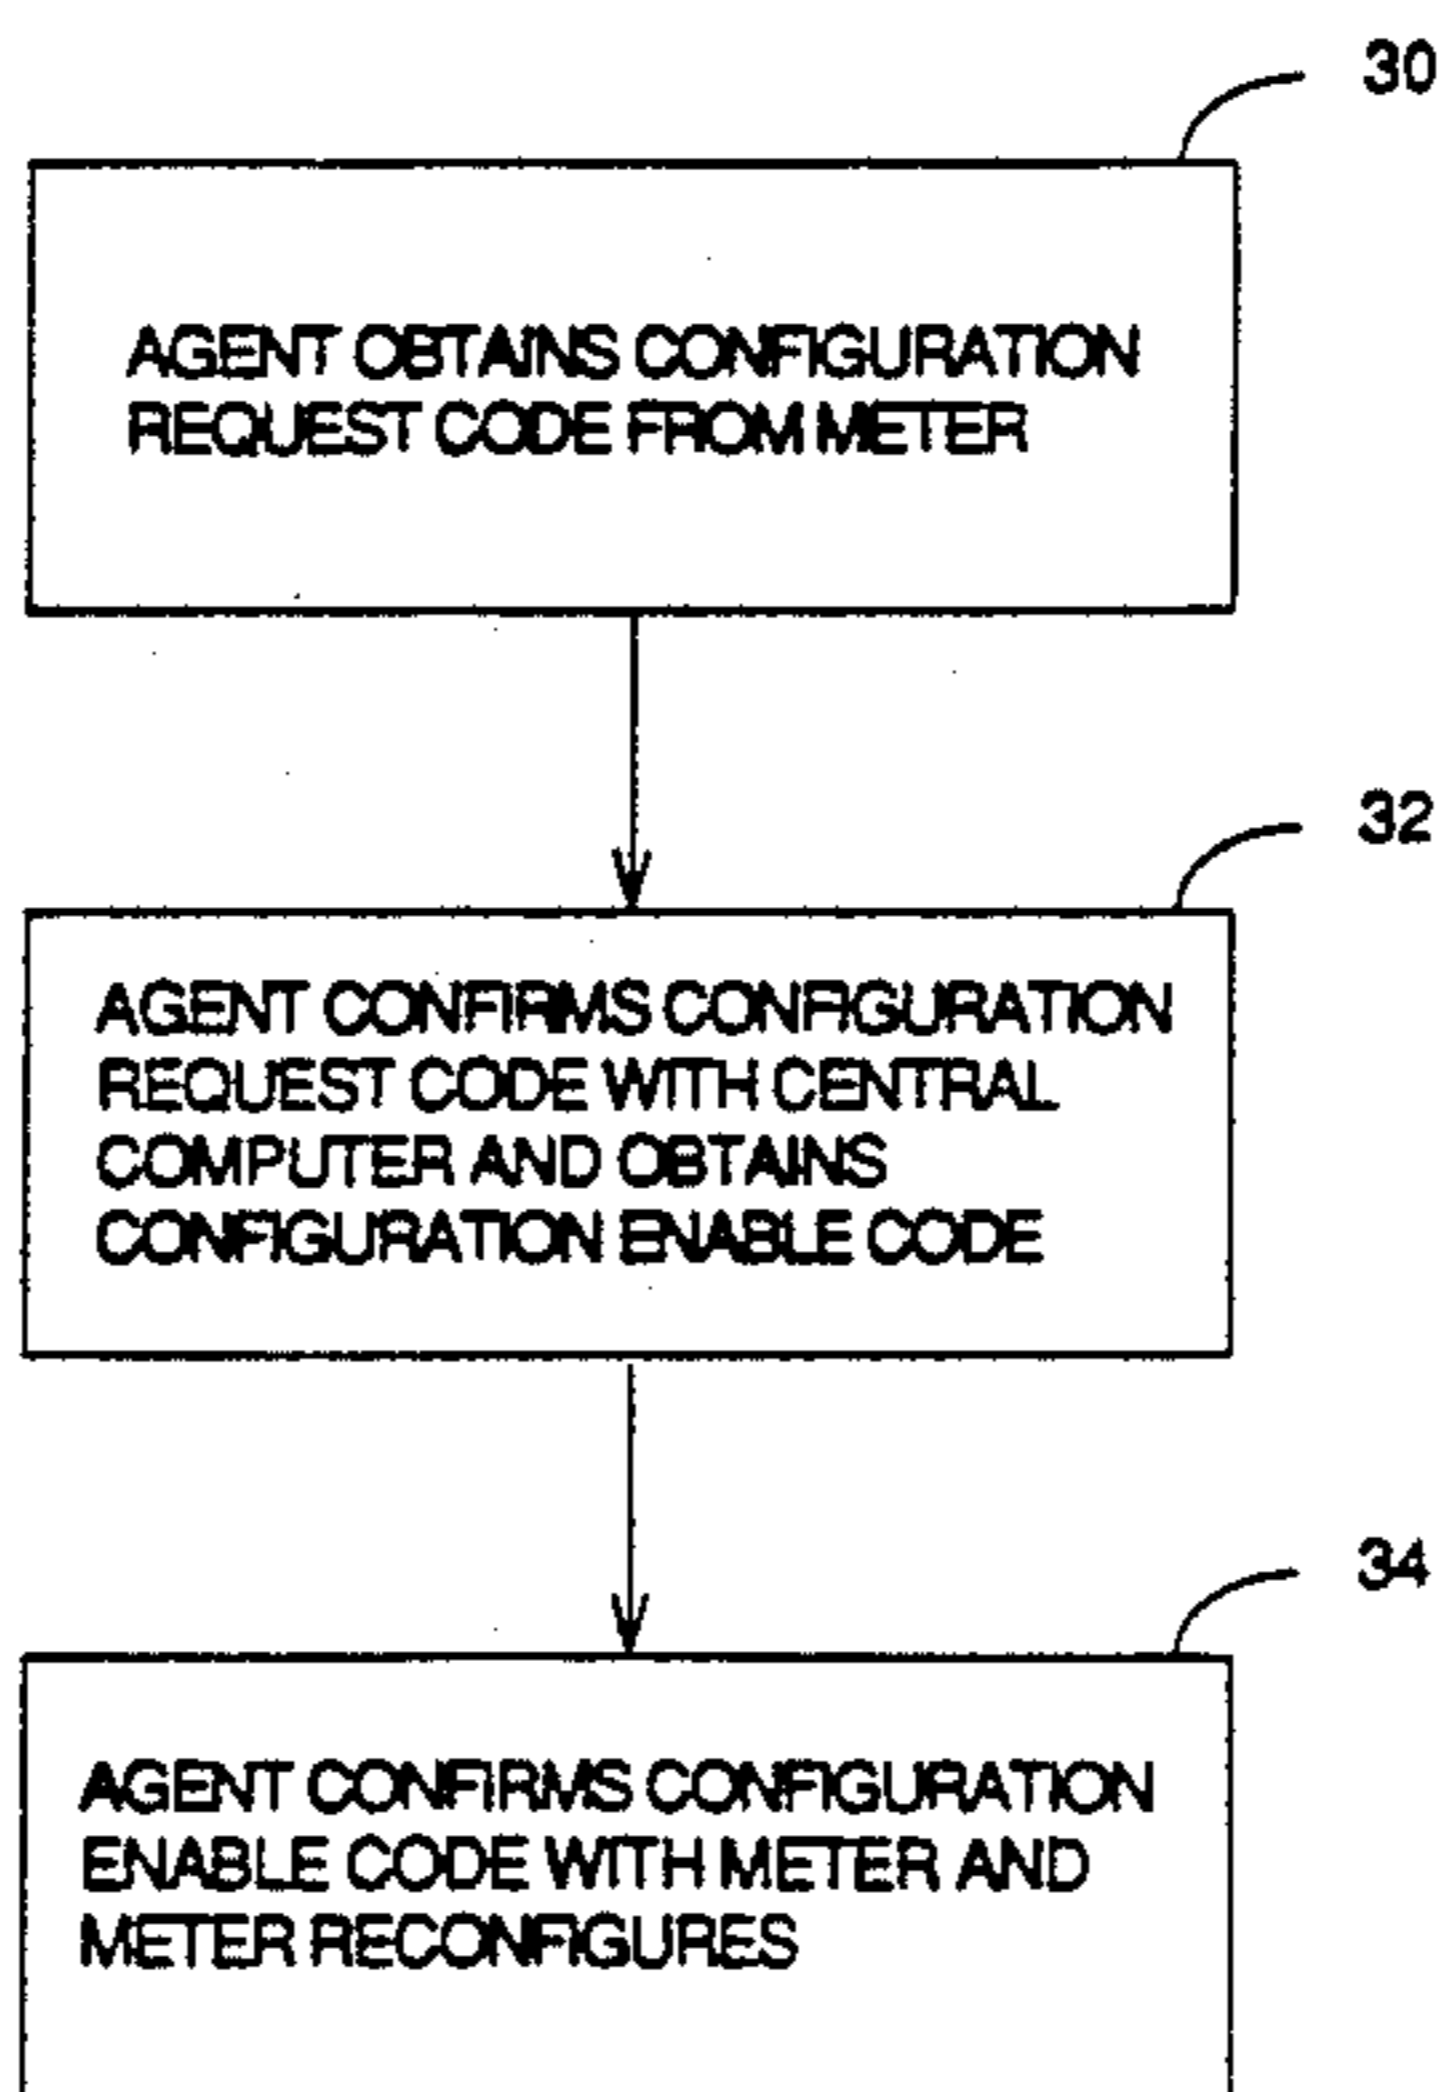 30
AGENT OBTAINS CONFIGURATION
REQUEST CODE FROM METER
32
AGENT CONFIRMS CONFIGURATION
REQUEST CODE WITH CENTRAL
COMPUTER AND OBTAINS
CONFIGURATION ENABLE CODE
34
AGENT CONFIRMS CONFIGURATION
ENABLE CODE WITH METER AND
METER RECONFIGURES